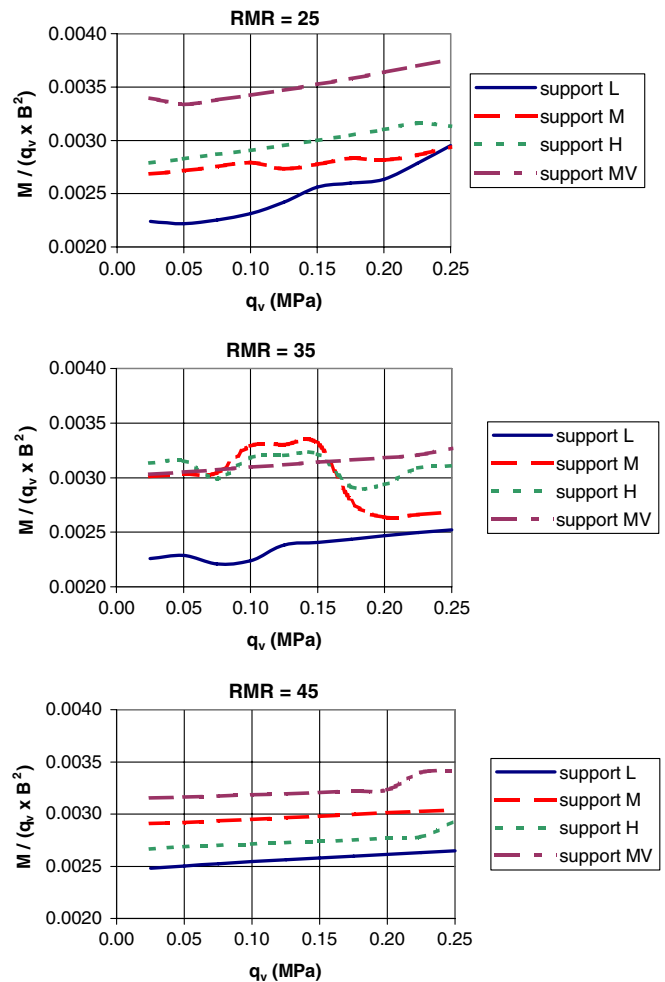 RMR = 25
M / (qv x B²)
0.0040
0.0035
0.0030
0.0025
0.0020
0.00 0.05 0.10 0.15 0.20 0.25
qv (MPa)
support L
support M
support H
support MV
RMR = 35
M / (qv x B²)
0.0040
0.0035
0.0030
0.0025
0.0020
0.00 0.05 0.10 0.15 0.20 0.25
qv (MPa)
support L
support M
support H
support MV
RMR = 45
M / (qv x B²)
0.0040
0.0035
0.0030
0.0025
0.0020
0.00 0.05 0.10 0.15 0.20 0.25
qv (MPa)
support L
support M
support H
support MV